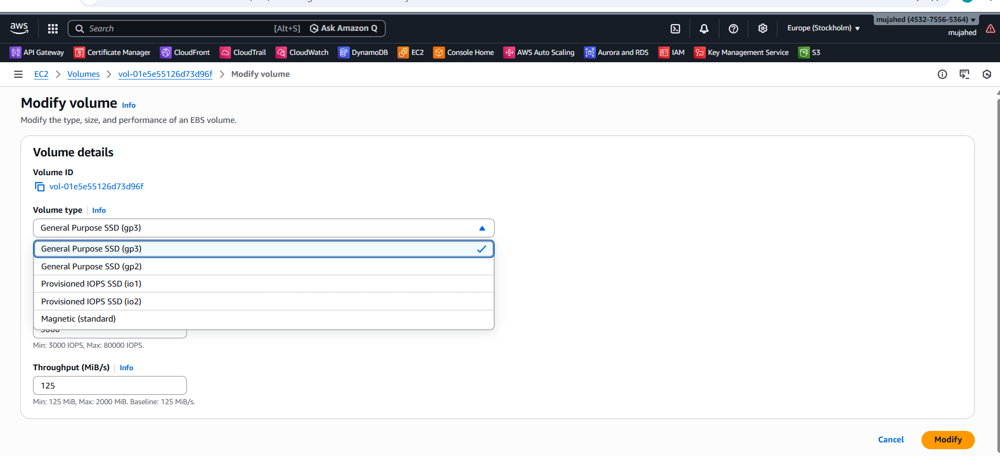 aws
Search [Alt+S] Ask Amazon Q
Europe (Stockholm)
mujahed (4532-7556-5364)
mujahed
API Gateway Certificate Manager CloudFront CloudTrail CloudWatch DynamoDB EC2 Console Home AWS Auto Scaling Aurora and RDS IAM Key Management Service S3
EC2 Volumes vol-01e5e55126d73d96f Modify volume
Modify volume Info
Modify the type, size, and performance of an EBS volume.
Volume details
Volume ID
vol-01e5e55126d73d96f
Volume type Info
General Purpose SSD (gp3)
General Purpose SSD (gp3)
General Purpose SSD (gp2)
Provisioned IOPS SSD (io1)
Provisioned IOPS SSD (io2)
Magnetic (standard)
Min: 3000 IOPS, Max: 80000 IOPS.
Throughput (MiB/s) Info
125
Min: 125 MiB, Max: 2000 MiB. Baseline: 125 MiB/s.
Cancel Modify